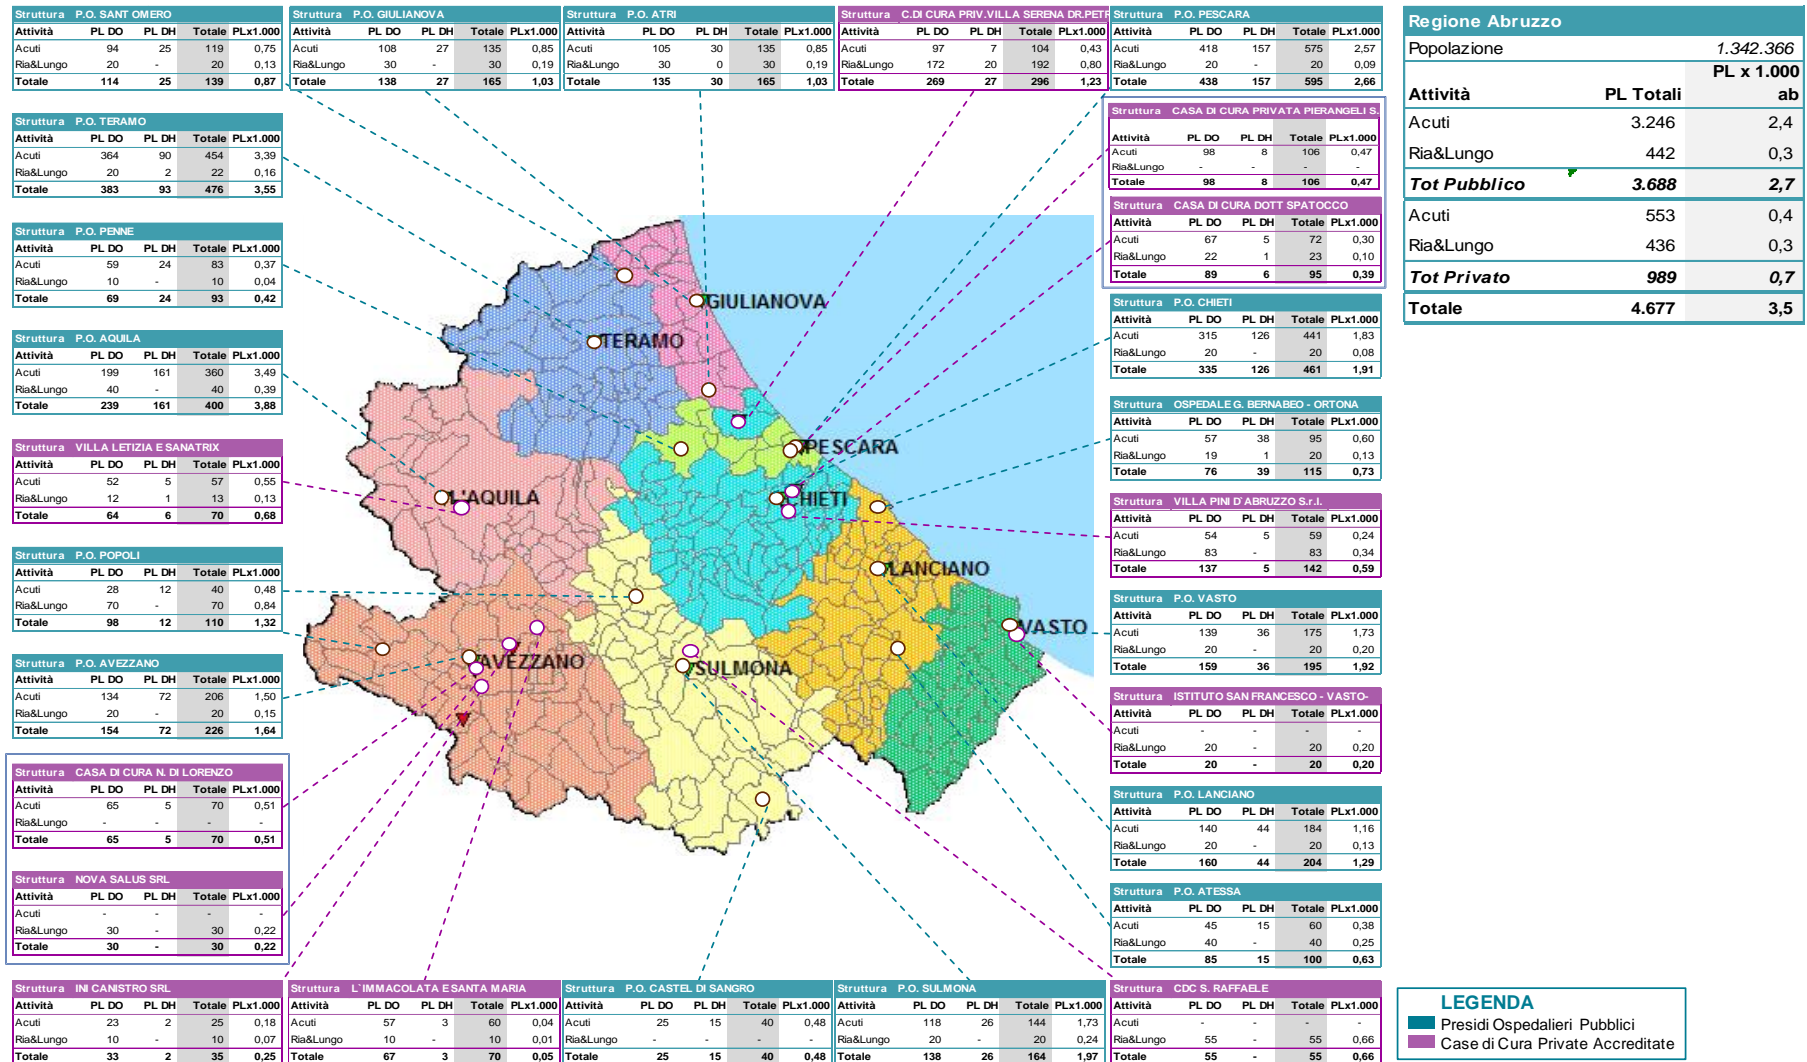 Struttura P.O. SANT OMERO
Attività PL DO PL DH Totale PLx1.000
Acuti 94 25 119 0,75
Ria&Lungo 20 - 20 0,13
Totale 114 25 139 0,87
Struttura P.O. GIULIANOVA
Attività PL DO PL DH Totale PLx1.000
Acuti 108 27 135 0,85
Ria&Lungo 30 - 30 0,19
Totale 138 27 165 1,03
Struttura P.O. ATRI
Attività PL DO PL DH Totale PLx1.000
Acuti 105 30 135 0,85
Ria&Lungo 30 0 30 0,19
Totale 135 30 165 1,03
Struttura C.DI CURA PRIV.VILLA SERENA DR.PETR
Attività PL DO PL DH Totale PLx1.000
Acuti 97 7 104 0,43
Ria&Lungo 172 20 192 0,80
Totale 269 27 296 1,23
Struttura P.O. PESCARA
Attività PL DO PL DH Totale PLx1.000
Acuti 418 157 575 2,57
Ria&Lungo 20 - 20 0,09
Totale 438 157 595 2,66
Regione Abruzzo
Popolazione 1.342.366
Attività PL Totali PL x 1.000 ab
Acuti 3.246 2,4
Ria&Lungo 442 0,3
Tot Pubblico 3.688 2,7
Acuti 553 0,4
Ria&Lungo 436 0,3
Tot Privato 989 0,7
Totale 4.677 3,5
Struttura P.O. TERAMO
Attività PL DO PL DH Totale PLx1.000
Acuti 364 90 454 3,39
Ria&Lungo 20 2 22 0,16
Totale 383 93 476 3,55
Struttura P.O. PENNE
Attività PL DO PL DH Totale PLx1.000
Acuti 59 24 83 0,37
Ria&Lungo 10 - 10 0,04
Totale 69 24 93 0,42
Struttura P.O. AQUILA
Attività PL DO PL DH Totale PLx1.000
Acuti 199 161 360 3,49
Ria&Lungo 40 - 40 0,39
Totale 239 161 400 3,88
Struttura VILLA LETIZIA E SANATRIX
Attività PL DO PL DH Totale PLx1.000
Acuti 52 5 57 0,55
Ria&Lungo 12 1 13 0,13
Totale 64 6 70 0,68
Struttura P.O. POPOLI
Attività PL DO PL DH Totale PLx1.000
Acuti 28 12 40 0,48
Ria&Lungo 70 - 70 0,84
Totale 98 12 110 1,32
Struttura P.O. AVEZZANO
Attività PL DO PL DH Totale PLx1.000
Acuti 134 72 206 1,50
Ria&Lungo 20 - 20 0,15
Totale 154 72 226 1,64
Struttura CASA DI CURA N. DI LORENZO
Attività PL DO PL DH Totale PLx1.000
Acuti 65 5 70 0,51
Ria&Lungo - - - -
Totale 65 5 70 0,51
Struttura NOVA SALUS SRL
Attività PL DO PL DH Totale PLx1.000
Acuti - - - -
Ria&Lungo 30 - 30 0,22
Totale 30 - 30 0,22
GIULIANOVA
TERAMO
PESCARA
L'AQUILA
CHIETI
LANCIANO
VASTO
AVEZZANO
SULMONA
Struttura CASA DI CURA PRIVATA PIERANGELI S.
Attività PL DO PL DH Totale PLx1.000
Acuti 98 8 106 0,47
Ria&Lungo - - - -
Totale 98 8 106 0,47
Struttura CASA DI CURA DOTT SPATOCCO
Attività PL DO PL DH Totale PLx1.000
Acuti 67 5 72 0,30
Ria&Lungo 22 1 23 0,10
Totale 89 6 95 0,39
Struttura P.O. CHIETI
Attività PL DO PL DH Totale PLx1.000
Acuti 315 126 441 1,83
Ria&Lungo 20 - 20 0,08
Totale 335 126 461 1,91
Struttura OSPEDALE G. BERNABEO - ORTONA
Attività PL DO PL DH Totale PLx1.000
Acuti 57 38 95 0,60
Ria&Lungo 19 1 20 0,13
Totale 76 39 115 0,73
Struttura VILLA PINI D`ABRUZZO S.r.l.
Attività PL DO PL DH Totale PLx1.000
Acuti 54 5 59 0,24
Ria&Lungo 83 - 83 0,34
Totale 137 5 142 0,59
Struttura P.O. VASTO
Attività PL DO PL DH Totale PLx1.000
Acuti 139 36 175 1,73
Ria&Lungo 20 - 20 0,20
Totale 159 36 195 1,92
Struttura ISTITUTO SAN FRANCESCO - VASTO-
Attività PL DO PL DH Totale PLx1.000
Acuti - - - -
Ria&Lungo 20 - 20 0,20
Totale 20 - 20 0,20
Struttura P.O. LANCIANO
Attività PL DO PL DH Totale PLx1.000
Acuti 140 44 184 1,16
Ria&Lungo 20 - 20 0,13
Totale 160 44 204 1,29
Struttura P.O. ATESSA
Attività PL DO PL DH Totale PLx1.000
Acuti 45 15 60 0,38
Ria&Lungo 40 - 40 0,25
Totale 85 15 100 0,63
Struttura INI CANISTRO SRL
Attività PL DO PL DH Totale PLx1.000
Acuti 23 2 25 0,18
Ria&Lungo 10 - 10 0,07
Totale 33 2 35 0,25
Struttura L`IMMACOLATA E SANTA MARIA
Attività PL DO PL DH Totale PLx1.000
Acuti 57 3 60 0,04
Ria&Lungo 10 - 10 0,01
Totale 67 3 70 0,05
Struttura P.O. CASTEL DI SANGRO
Attività PL DO PL DH Totale PLx1.000
Acuti 25 15 40 0,48
Ria&Lungo - - - -
Totale 25 15 40 0,48
Struttura P.O. SULMONA
Attività PL DO PL DH Totale PLx1.000
Acuti 118 26 144 1,73
Ria&Lungo 20 - 20 0,24
Totale 138 26 164 1,97
Struttura CDC S. RAFFAELE
Attività PL DO PL DH Totale PLx1.000
Acuti - - - -
Ria&Lungo 55 - 55 0,66
Totale 55 - 55 0,66
LEGENDA
Presidi Ospedalieri Pubblici
Case di Cura Private Accreditate